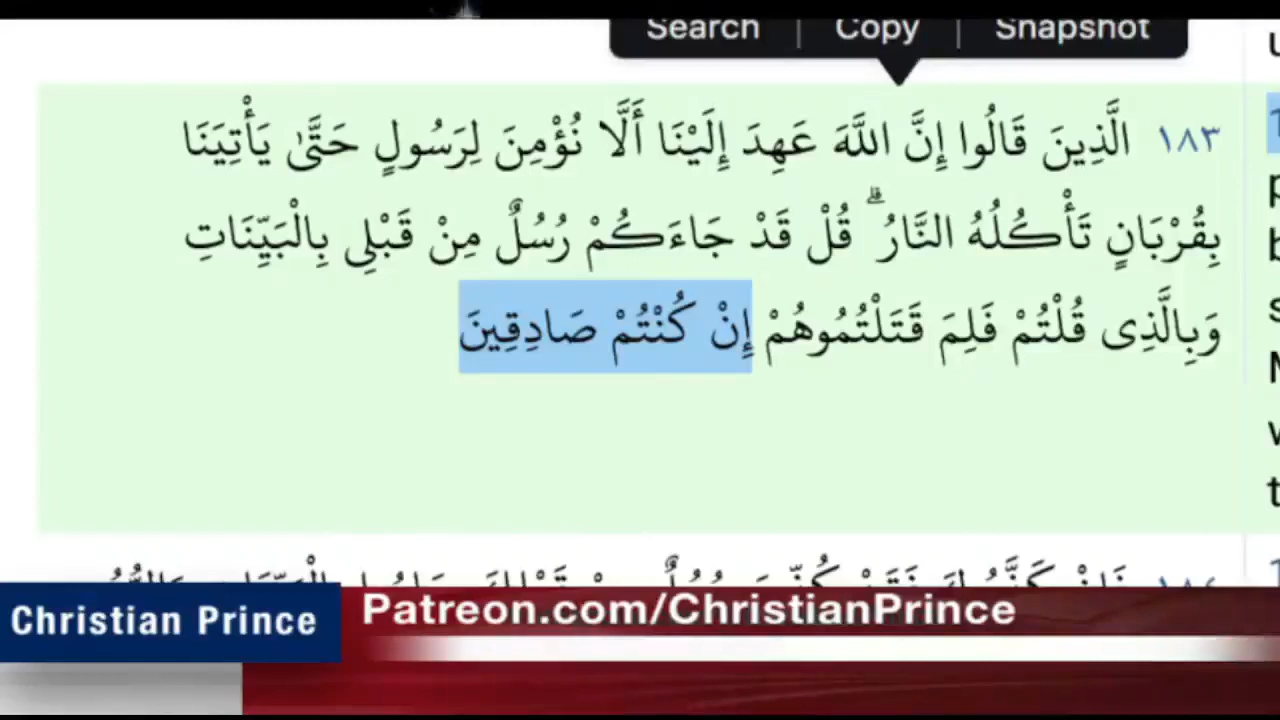 Search | Copy | Snapshot
١٨٣ الَّذِينَ قَالُوا إِنَّ اللَّهَ عَهِدَ إِلَيْنَا أَلَّا نُؤْمِنَ لِرَسُولٍ حَتَّىٰ يَأْتِيَنَا
بِقُرْبَانٍ تَأْكُلُهُ النَّارُ ۗ قُلْ قَدْ جَاءَكُمْ رُسُلٌ مِنْ قَبْلِي بِالْبَيِّنَاتِ
وَبِالَّذِى قُلْتُمْ فَلِمَ قَتَلْتُمُوهُمْ إِنْ كُنْتُمْ صَادِقِينَ
Christian Prince
Patreon.com/ChristianPrince